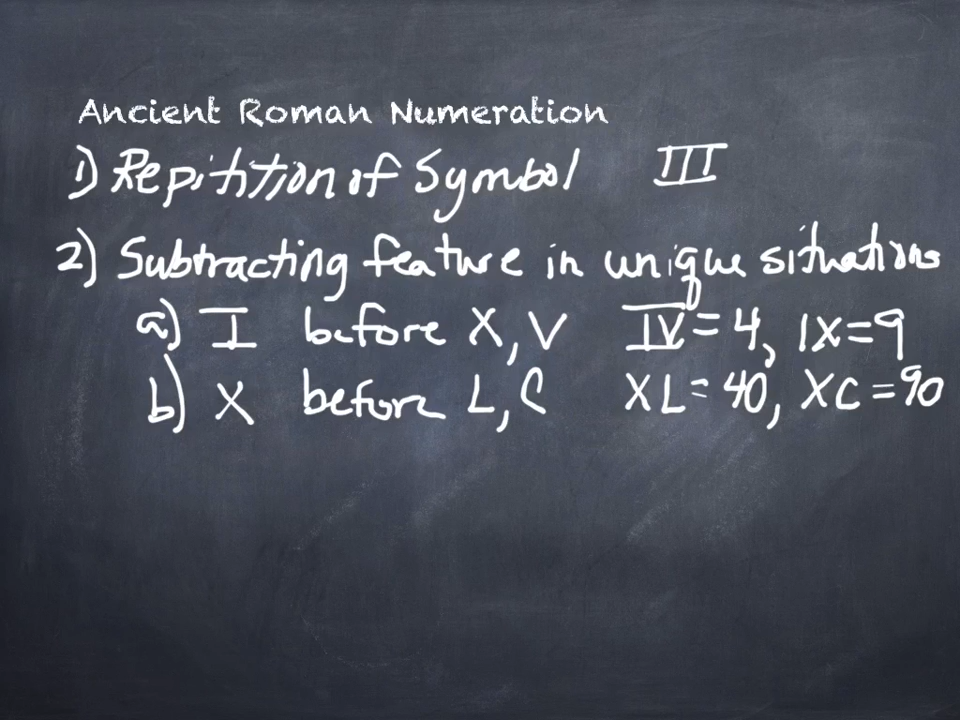 Ancient Roman Numeration
1) Repitition of Symbol III
2) Subtracting feature in unique situations
a) I before X, V IV = 4, IX = 9
b) X before L, C XL = 40, XC = 90